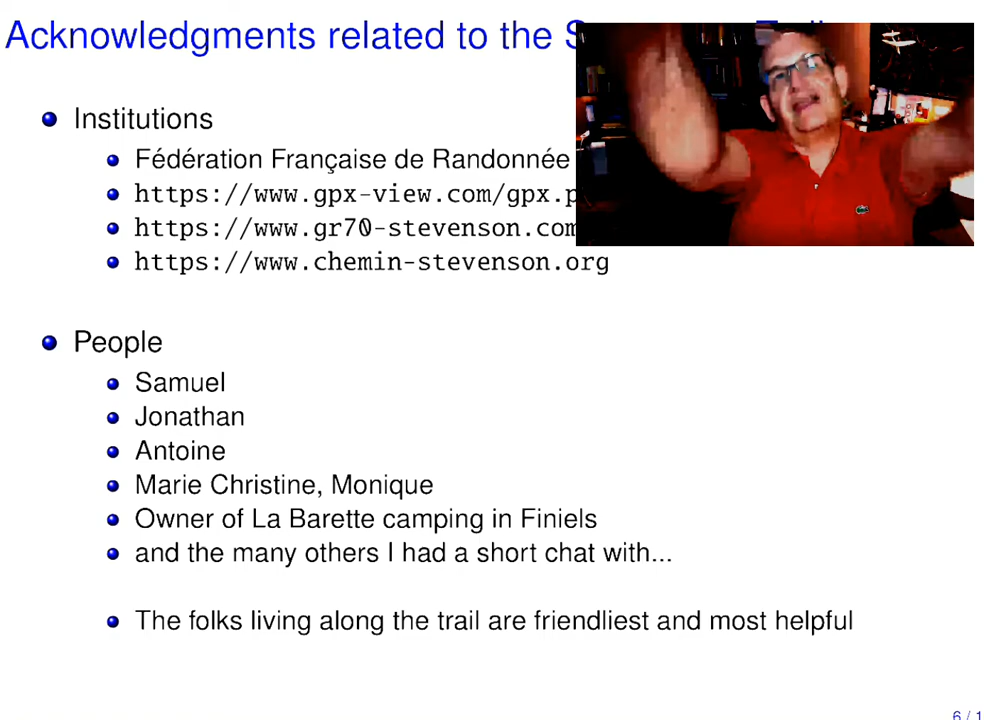 Acknowledgments related to the
Institutions
Fédération Française de Randonnée
https://www.gpx-view.com/gpx.p
https://www.gr70-stevenson.com
https://www.chemin-stevenson.org
People
Samuel
Jonathan
Antoine
Marie Christine, Monique
Owner of La Barette camping in Finiels
and the many others I had a short chat with...
The folks living along the trail are friendliest and most helpful
6 / 1